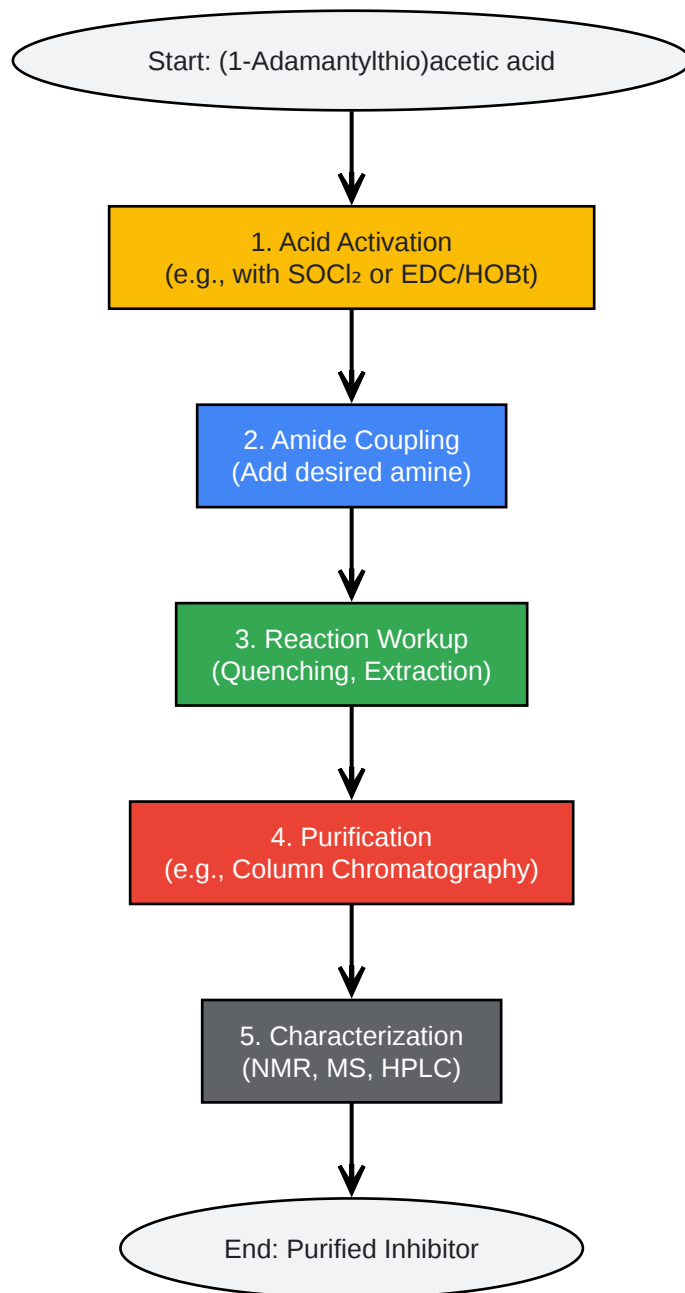 Start: (1-Adamantylthio)acetic acid
1. Acid Activation
(e.g., with SOCl₂ or EDC/HOBt)
2. Amide Coupling
(Add desired amine)
3. Reaction Workup
(Quenching, Extraction)
4. Purification
(e.g., Column Chromatography)
5. Characterization
(NMR, MS, HPLC)
End: Purified Inhibitor